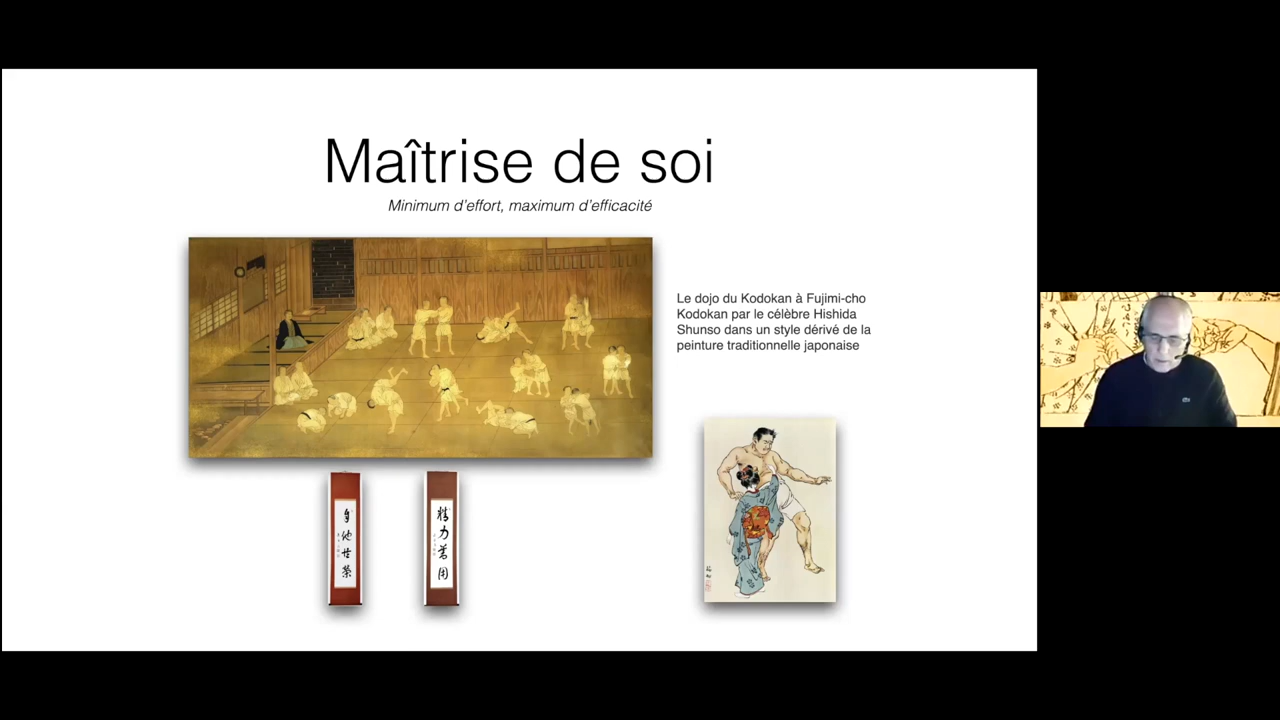 Maîtrise de soi
Minimum d'effort, maximum d'efficacité
Le dojo du Kodokan à Fujimi-cho
Kodokan par le célèbre Hishida
Shunso dans un style dérivé de la
peinture traditionnelle japonaise
自他共栄
精力善用